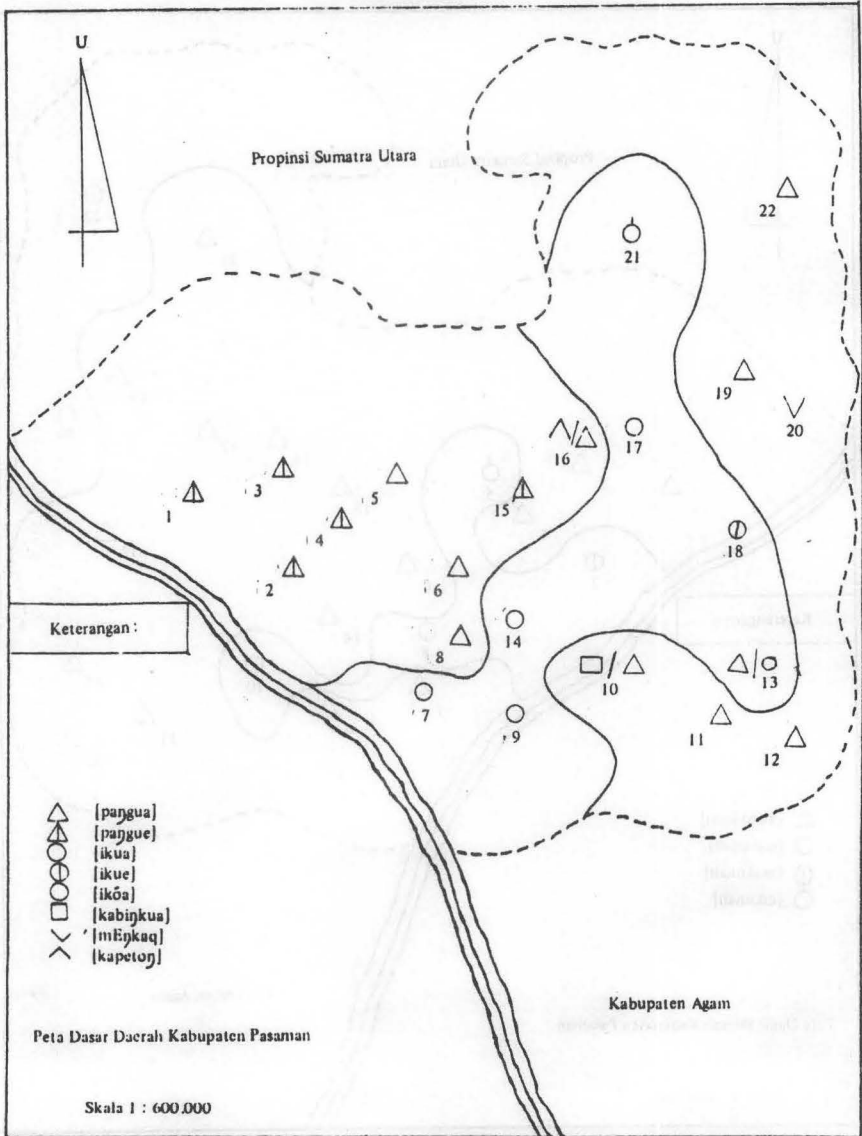 U
Propinsi Sumatra Utara
22
21
19
20
16
17
3
5
1
15
4
18
2
6
14
Keterangan :
8
10
13
7
9
11
12
[paŋgua]
[paŋgue]
[ikua]
[ikue]
[ikõa]
[kabiŋkua]
[mEŋkaq]
[kapetoŋ]
Kabupaten Agam
Peta Dasar Daerah Kabupaten Pasaman
Skala 1 : 600.000